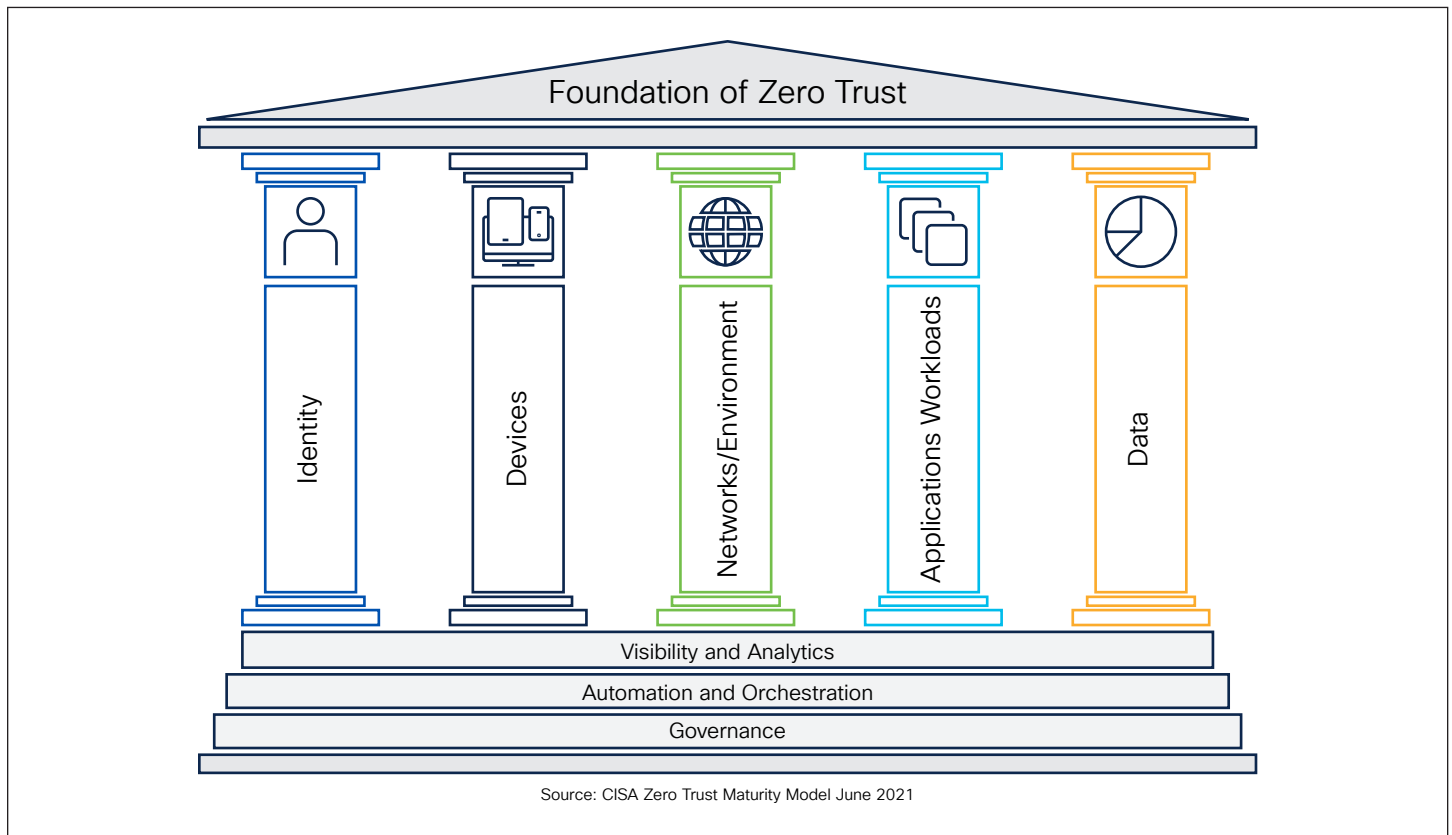 Foundation of Zero Trust
Identity
Devices
Networks/Environment
Applications Workloads
Data
Visibility and Analytics
Automation and Orchestration
Governance
Source: CISA Zero Trust Maturity Model June 2021